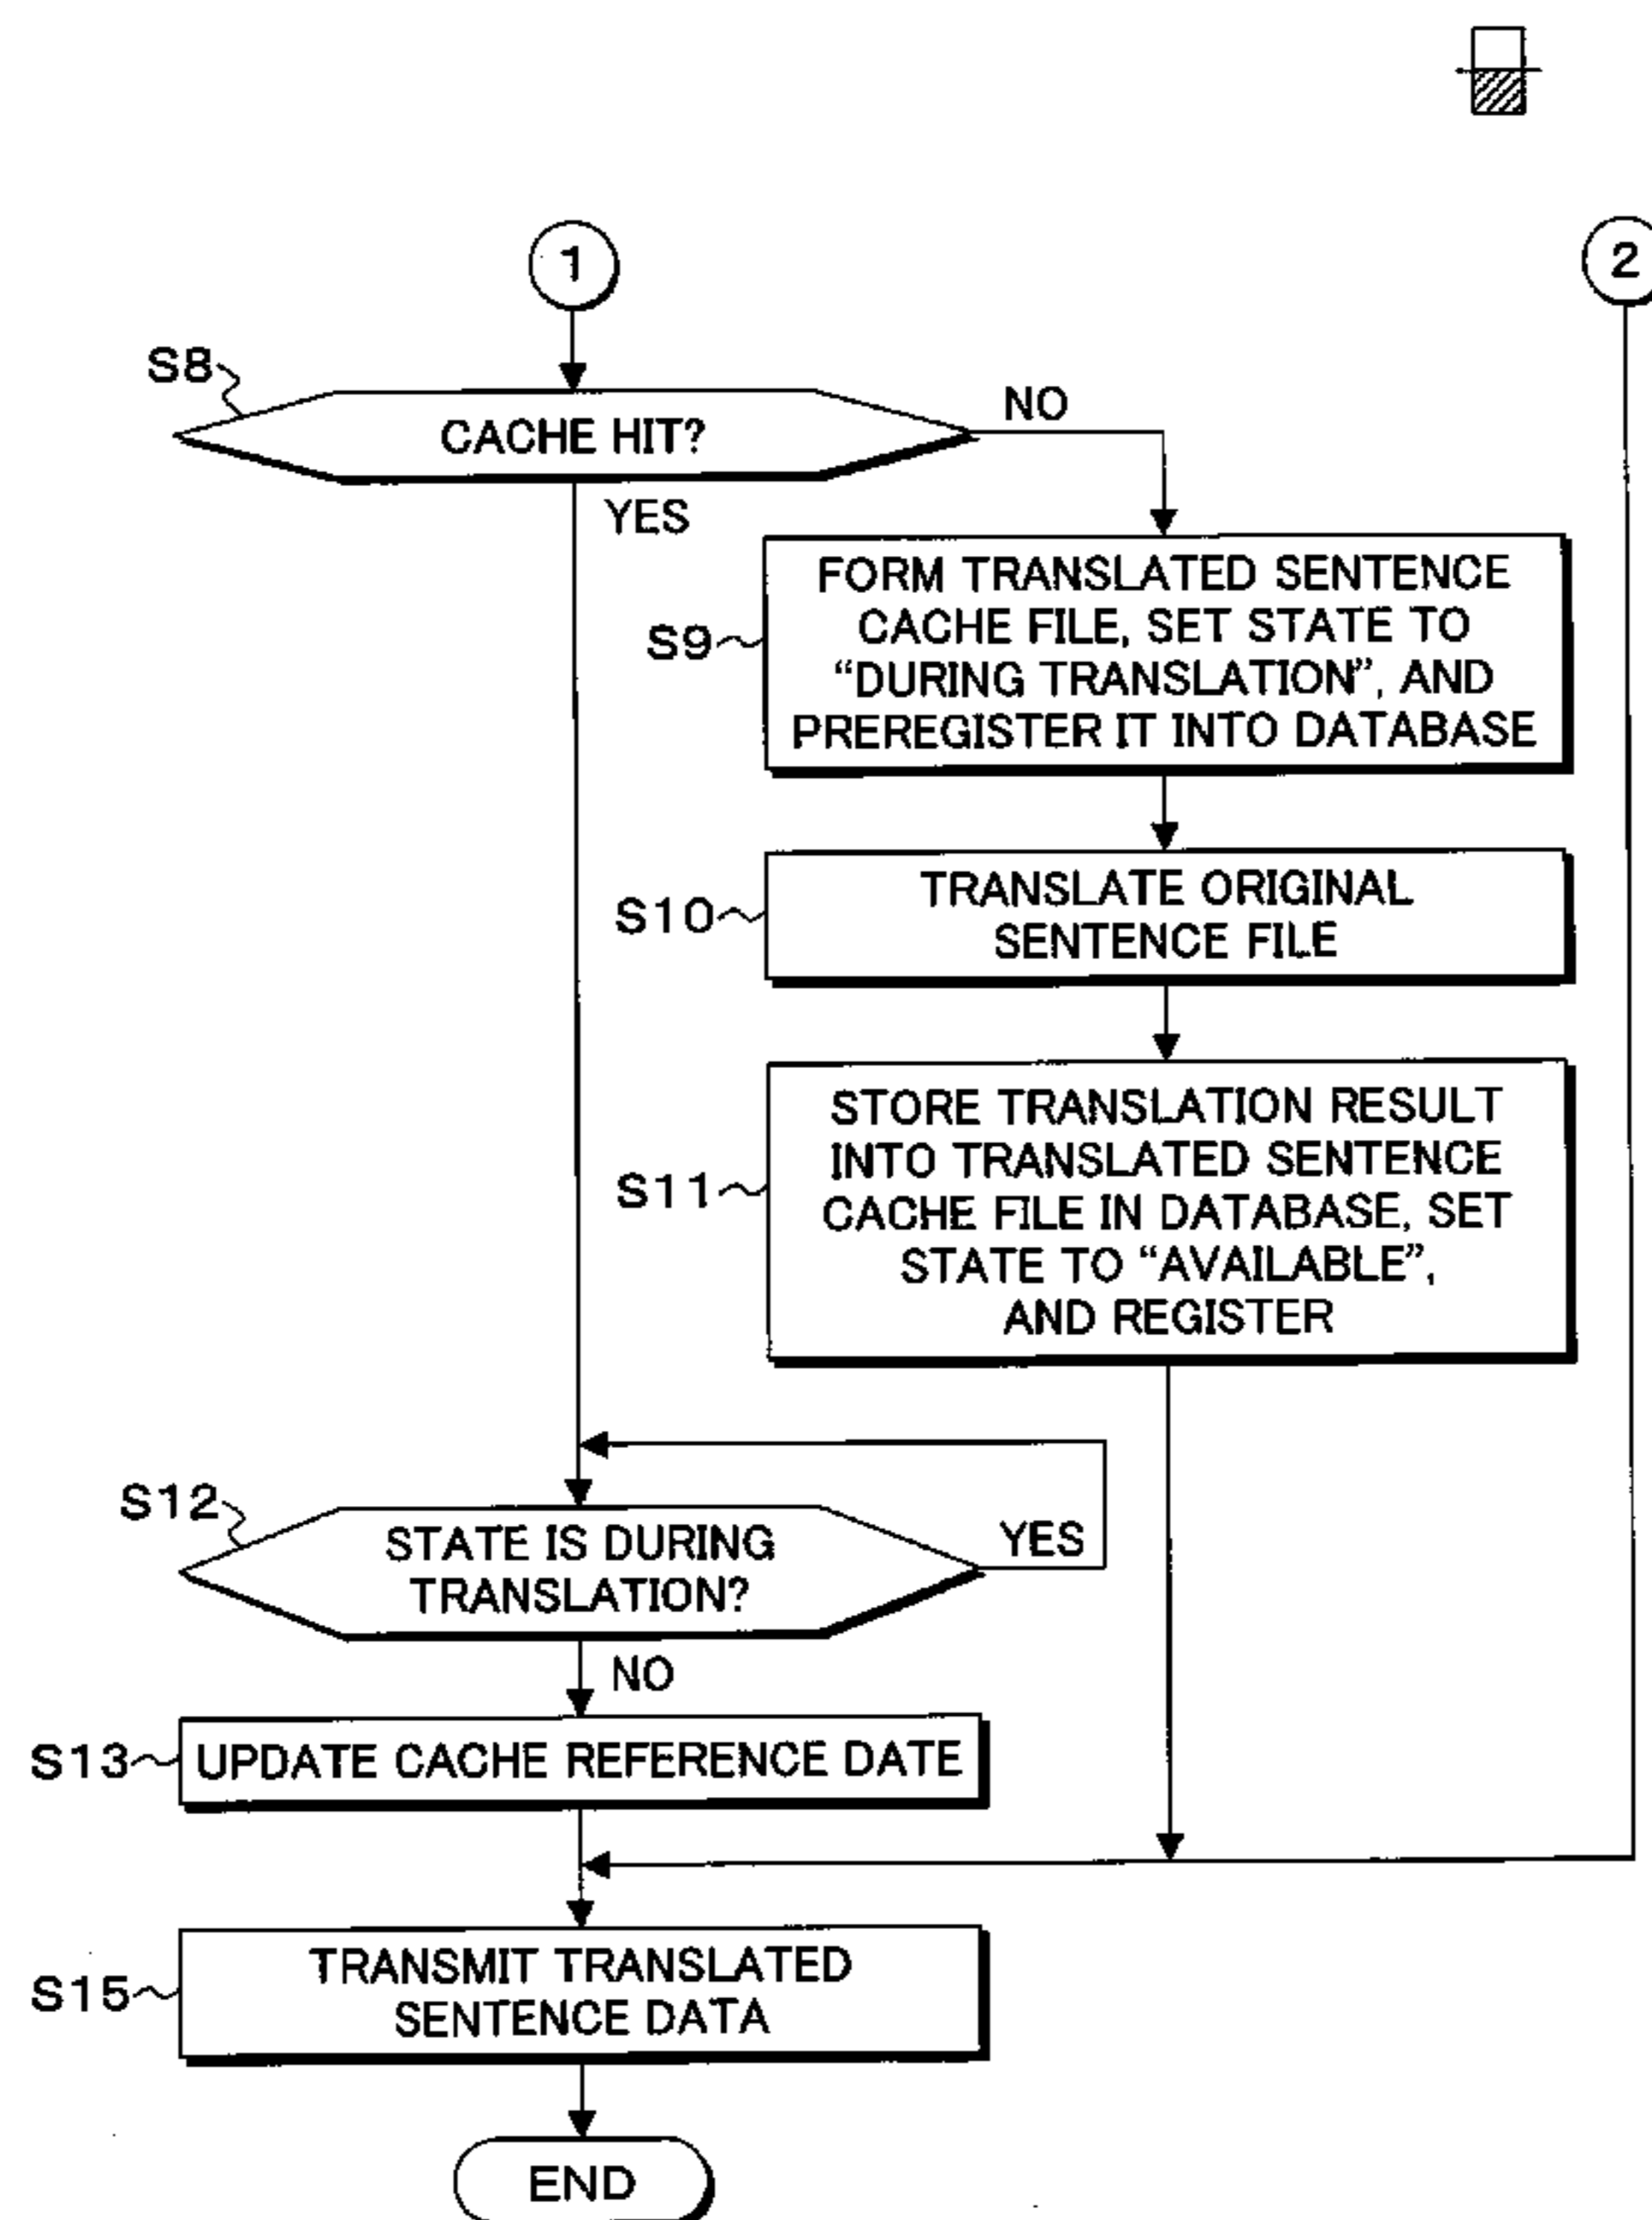 1
2
S8
CACHE HIT?
NO
YES
S9
FORM TRANSLATED SENTENCE
CACHE FILE, SET STATE TO
“DURING TRANSLATION”, AND
PREREGISTER IT INTO DATABASE
S10
TRANSLATE ORIGINAL
SENTENCE FILE
S11
STORE TRANSLATION RESULT
INTO TRANSLATED SENTENCE
CACHE FILE IN DATABASE, SET
STATE TO “AVAILABLE”,
AND REGISTER
S12
STATE IS DURING
TRANSLATION?
YES
NO
S13
UPDATE CACHE REFERENCE DATE
S15
TRANSMIT TRANSLATED
SENTENCE DATA
END